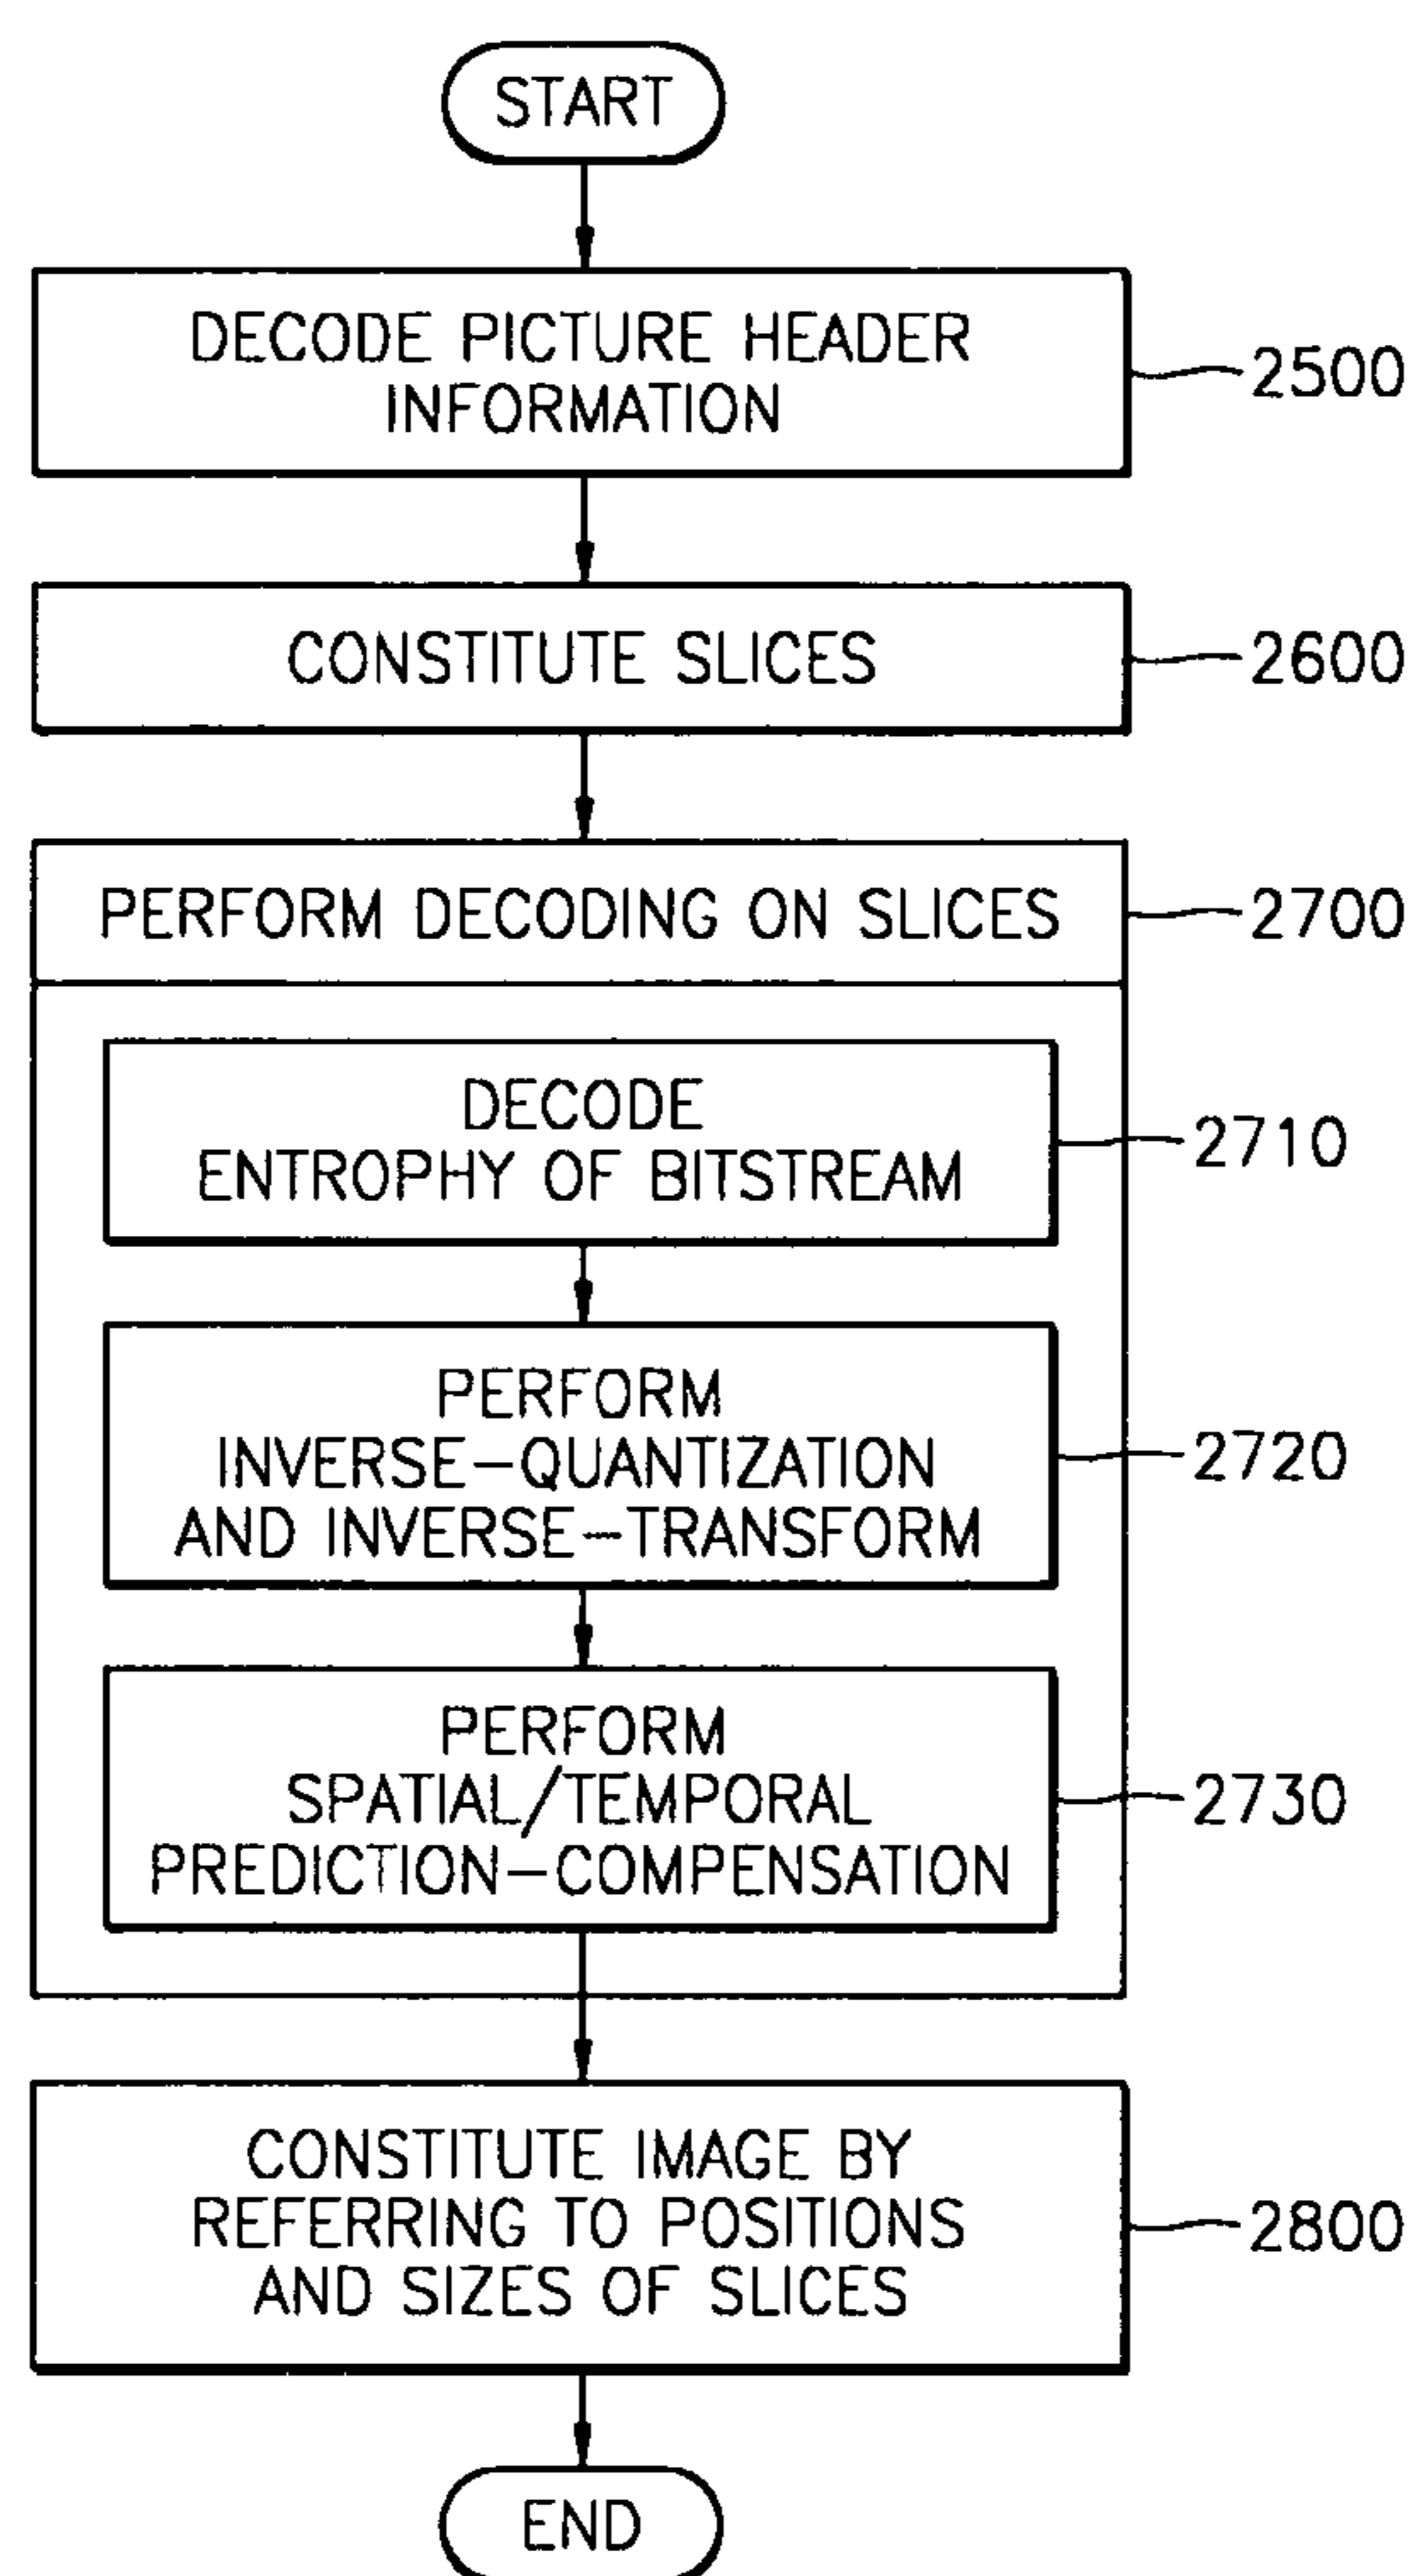 START
DECODE PICTURE HEADER
INFORMATION
2500
CONSTITUTE SLICES
2600
PERFORM DECODING ON SLICES
2700
DECODE
ENTROPHY OF BITSTREAM
2710
PERFORM
INVERSE-QUANTIZATION
AND INVERSE-TRANSFORM
2720
PERFORM
SPATIAL/TEMPORAL
PREDICTION-COMPENSATION
2730
CONSTITUTE IMAGE BY
REFERRING TO POSITIONS
AND SIZES OF SLICES
2800
END